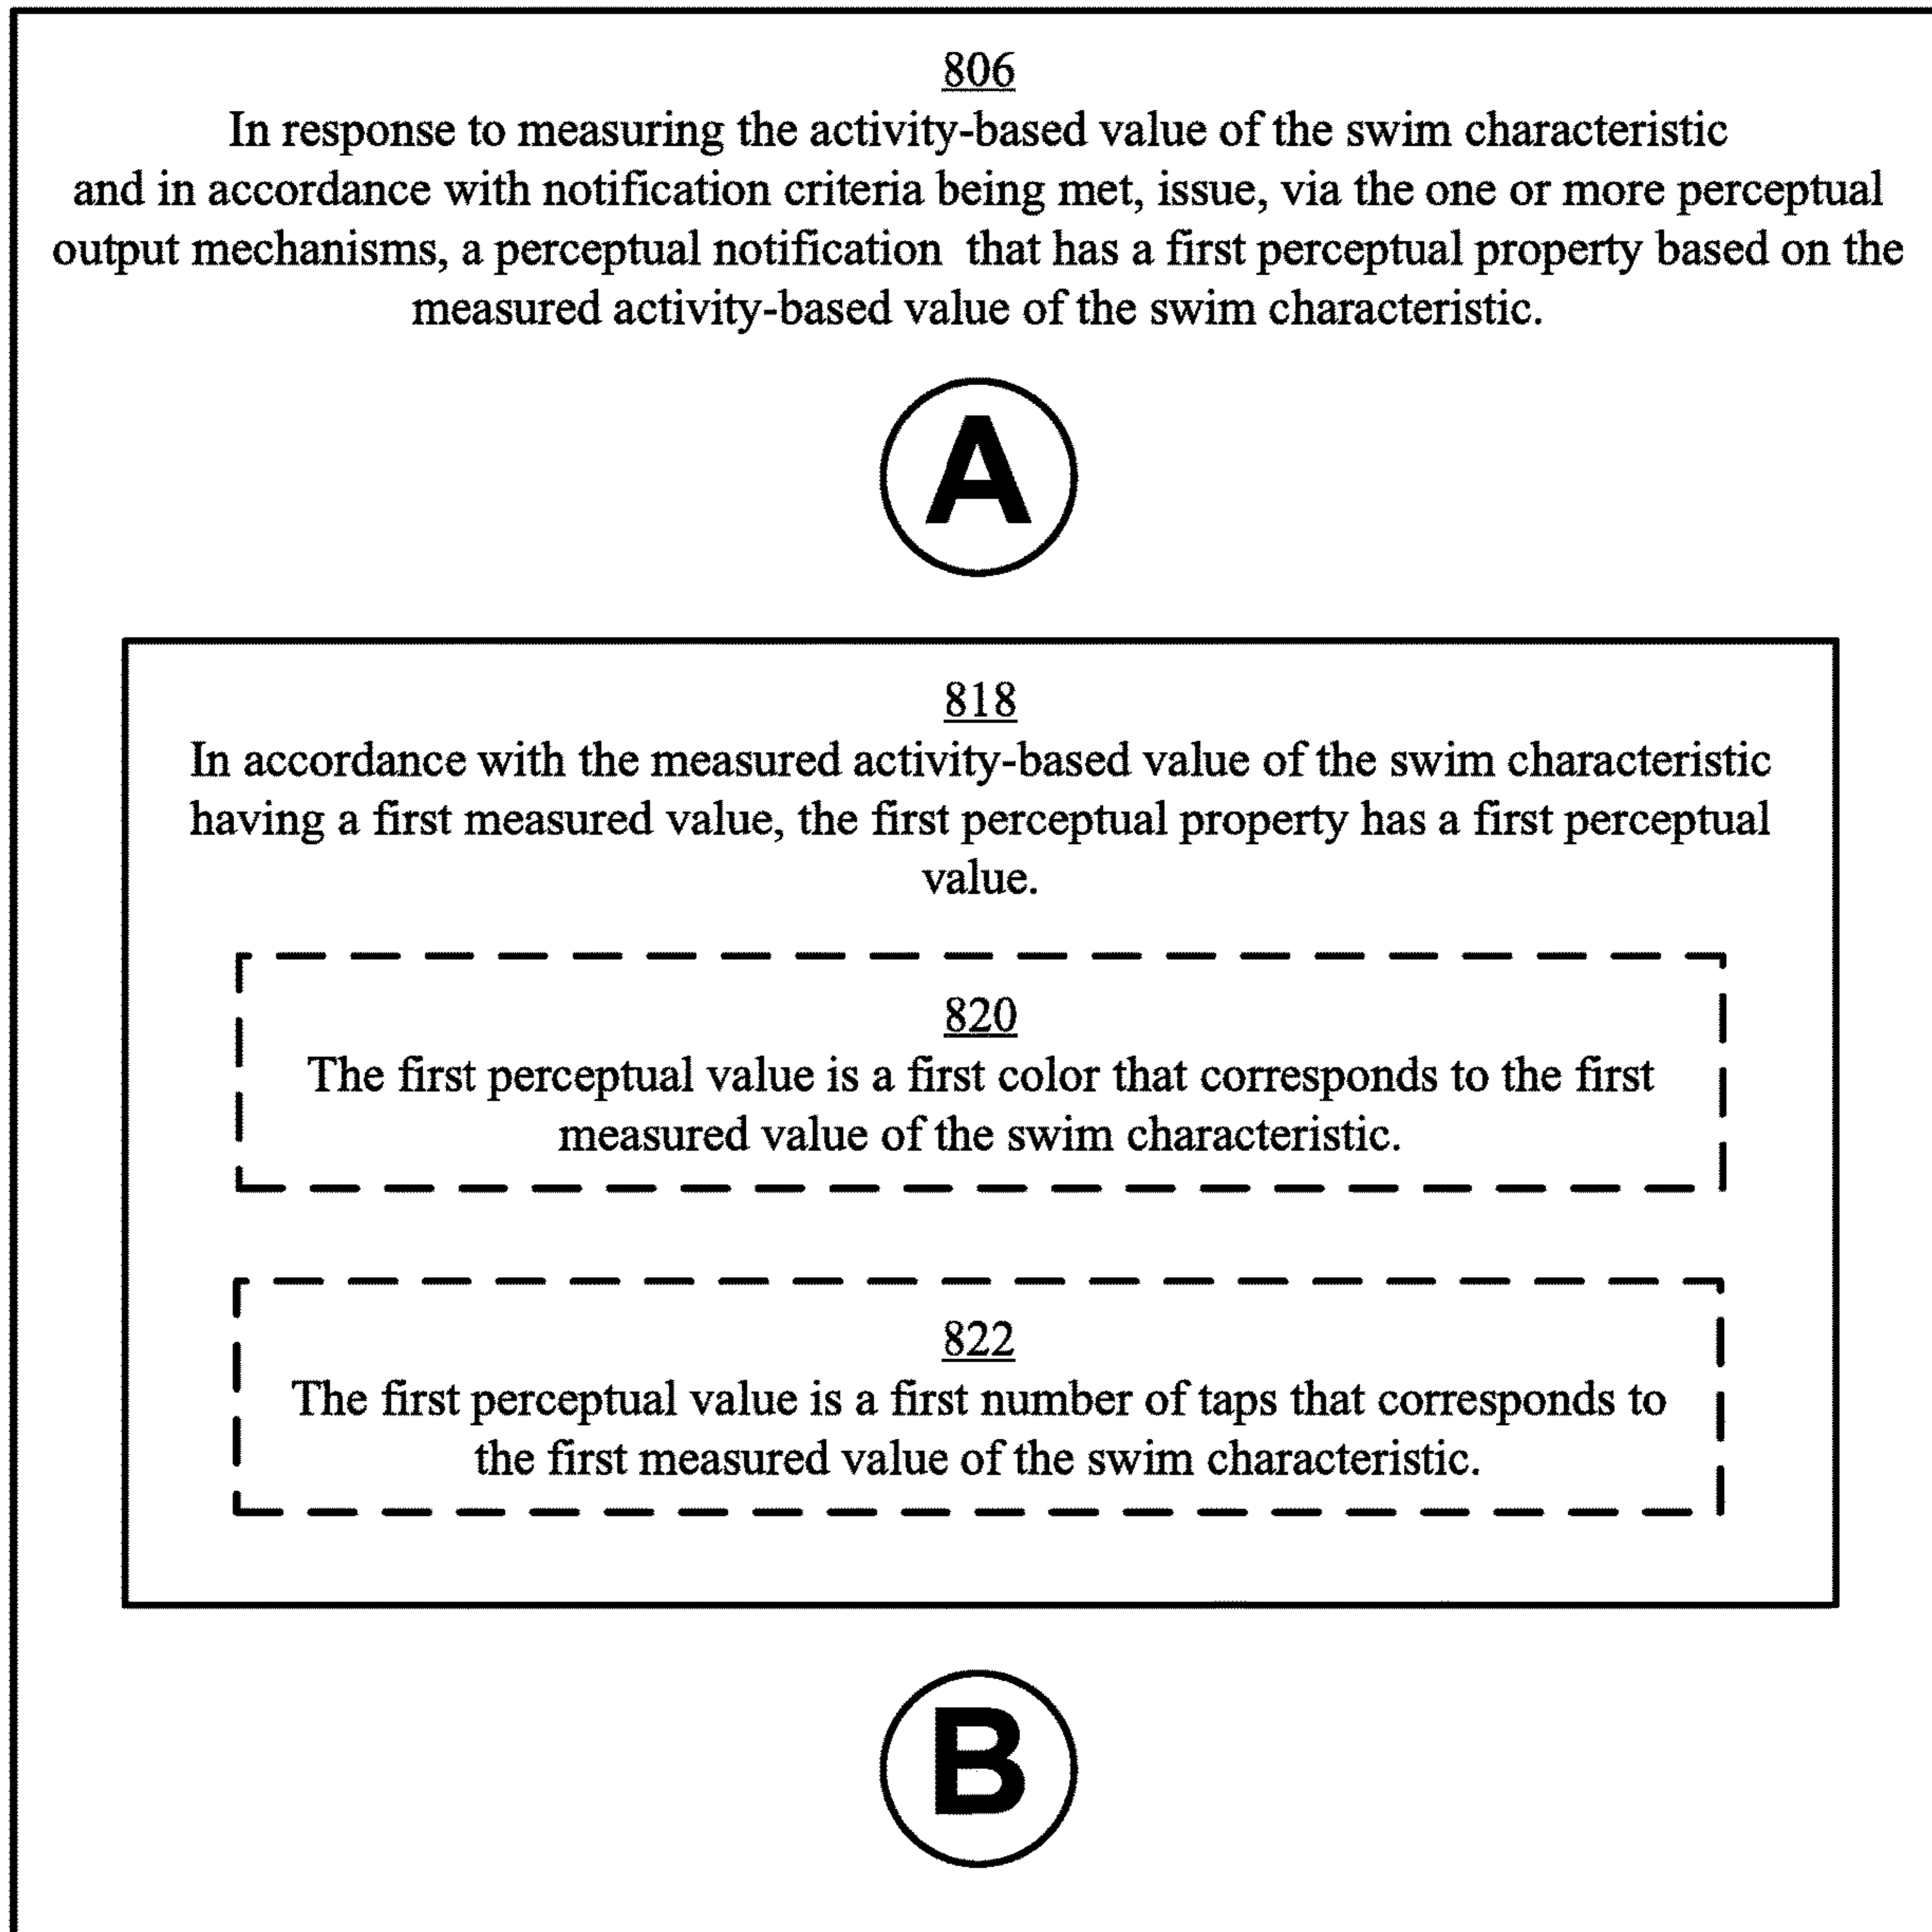 806
In response to measuring the activity-based value of the swim characteristic
and in accordance with notification criteria being met, issue, via the one or more perceptual
output mechanisms, a perceptual notification that has a first perceptual property based on the
measured activity-based value of the swim characteristic.
A
818
In accordance with the measured activity-based value of the swim characteristic
having a first measured value, the first perceptual property has a first perceptual
value.
820
The first perceptual value is a first color that corresponds to the first
measured value of the swim characteristic.
822
The first perceptual value is a first number of taps that corresponds to
the first measured value of the swim characteristic.
B